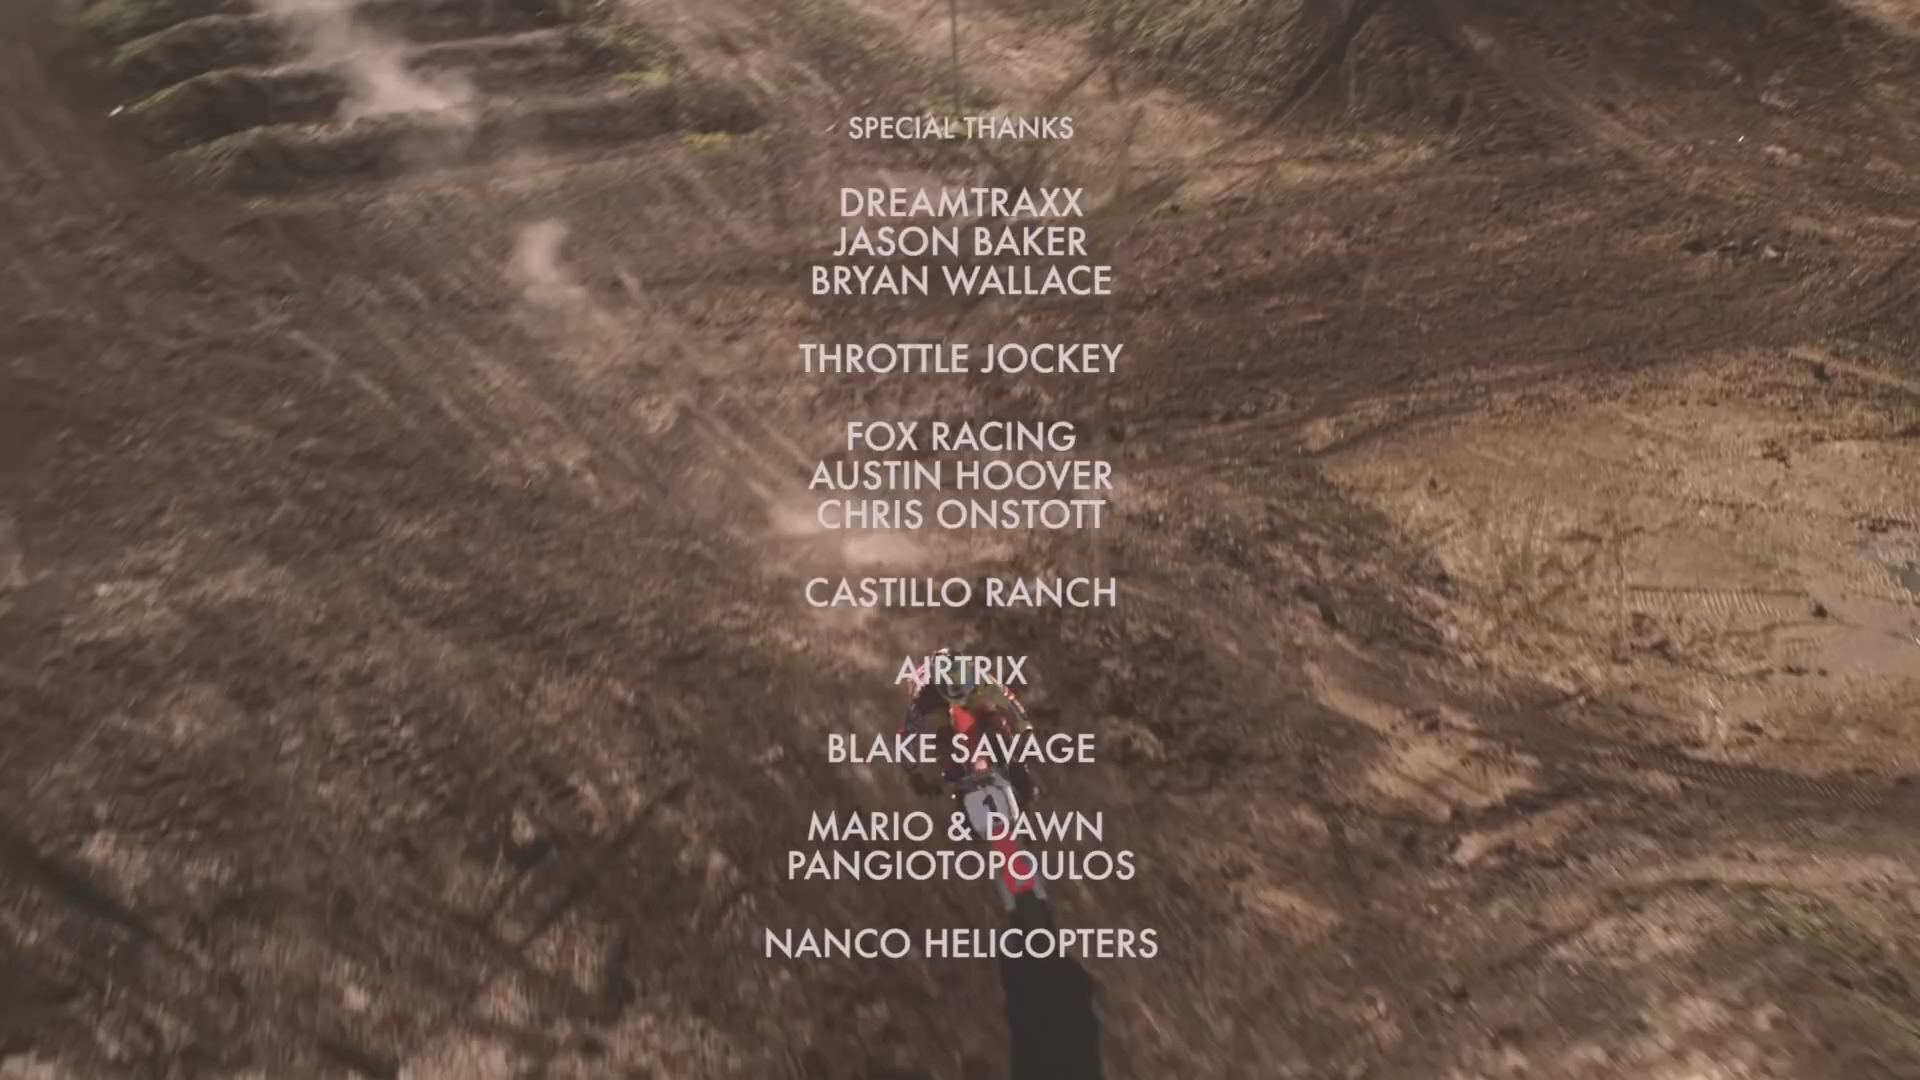 SPECIAL THANKS
DREAMTRAXX
JASON BAKER
BRYAN WALLACE
THROTTLE JOCKEY
FOX RACING
AUSTIN HOOVER
CHRIS ONSTOTT
CASTILLO RANCH
AIRTRIX
BLAKE SAVAGE
MARIO & DAWN
PANGIOTOPOULOS
NANCO HELICOPTERS
1